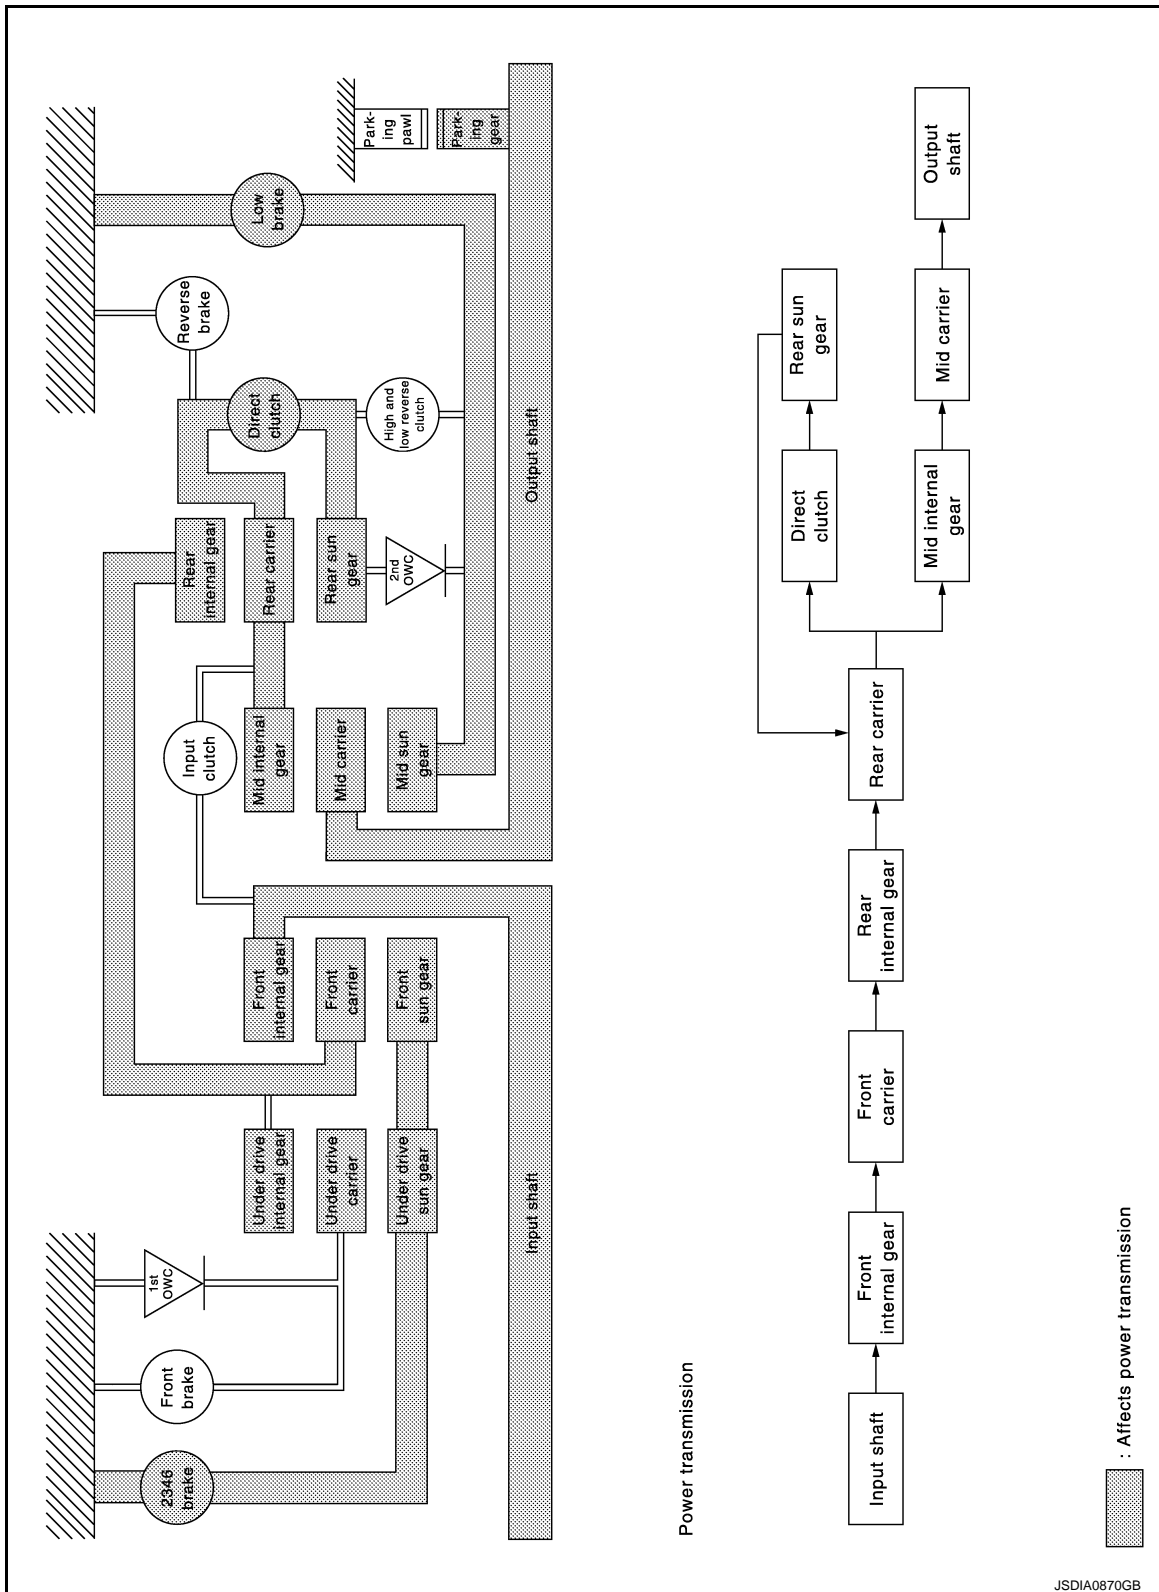 2346
brake
Front
brake
1st
OWC
Under drive
internal gear
Under drive
carrier
Under drive
sun gear
Input shaft
Front
internal gear
Front
carrier
Front
sun gear
Input
clutch
Mid internal
gear
Mid carrier
Mid sun
gear
Rear
internal gear
Rear carrier
Rear sun
gear
2nd
OWC
Direct
clutch
High and
low reverse
clutch
Reverse
brake
Low
brake
Output shaft
Park-
ing
pawl
Park-
ing
gear
Power transmission
Input shaft
Front
internal gear
Front
carrier
Rear
internal gear
Rear carrier
Direct
clutch
Rear sun
gear
Mid internal
gear
Mid carrier
Output
shaft
: Affects power transmission
JSDIA0870GB